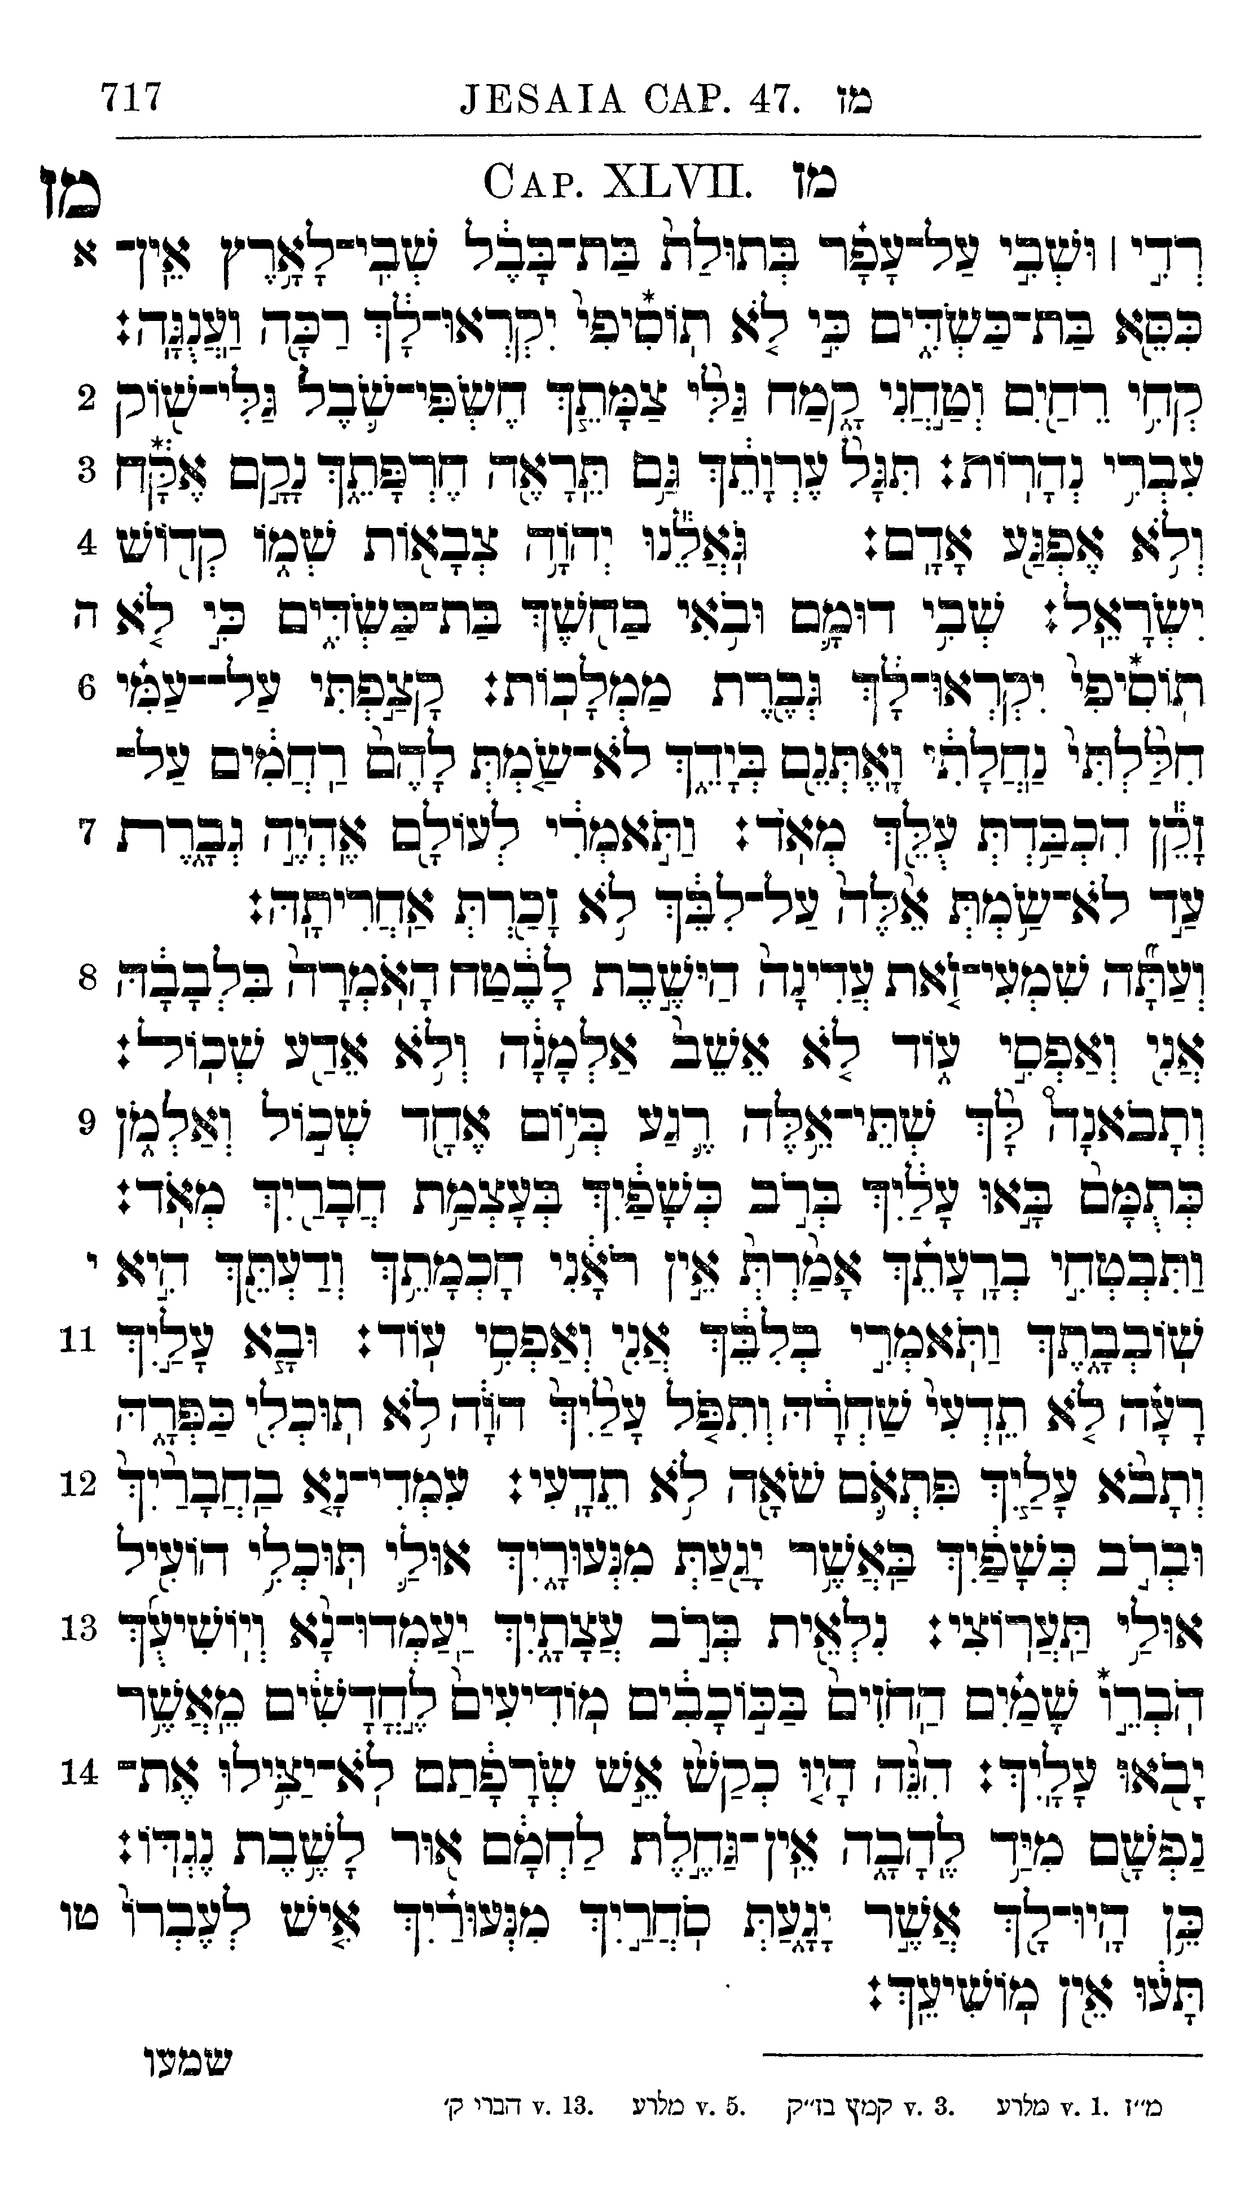 717 JESAIA CAP. 47. מז
מז CAP. XLVII. מז
א רְדִ֣י ׀ וּשְׁבִ֣י עַל־עָפָ֗ר בְּתוּלַת֙ בַּת־בָּבֶ֔ל שְׁבִֽי־לָאָ֥רֶץ אֵין־
כִּסֵּ֖א בַּת־כַּשְׂדִּ֑ים כִּ֣י לֹ֤א תוֹסִ֙יפִי֙* יִקְרְאוּ־לָ֔ךְ רַכָּ֖ה וַעֲנֻגָּֽה׃
2 קְחִ֥י רֵחַ֖יִם וְטַ֣חֲנִי קָ֑מַח גַּלִּ֨י צַמָּתֵ֧ךְ חֶשְׂפִּי־שֹׁ֛בֶל גַּלִּי־שׁ֖וֹק
3 עִבְרִ֥י נְהָרֽוֹת׃ תִּגָּל֙ עֶרְוָתֵ֔ךְ גַּ֥ם תֵּרָאֶ֖ה חֶרְפָּתֵ֑ךְ נָקָ֣ם אֶקָּ֔ח*
4 וְלֹ֥א אֶפְגַּ֖ע אָדָֽם׃ גֹּאֲלֵ֕נוּ יְהוָ֥ה צְבָא֖וֹת שְׁמ֑וֹ קְד֖וֹשׁ
ה יִשְׂרָאֵֽל׃ שְׁבִ֥י דוּמָ֛ם וּבֹ֥אִי בַחֹ֖שֶׁךְ בַּת־כַּשְׂדִּ֑ים כִּ֣י לֹ֤א
6 תוֹסִ֙יפִי֙* יִקְרְאוּ־לָ֔ךְ גְּבֶ֖רֶת מַמְלָכֽוֹת׃ קָצַ֣פְתִּי עַל־עַמִּ֗י
חִלַּ֙לְתִּי֙ נַחֲלָתִ֔י וָאֶתְּנֵ֖ם בְּיָדֵ֑ךְ לֹא־שַׂ֤מְתְּ לָהֶם֙ רַחֲמִ֔ים עַל־
7 זָקֵ֕ן הִכְבַּ֥דְתְּ עֻלֵּ֖ךְ מְאֹֽד׃ וַתֹּ֣אמְרִ֔י לְעוֹלָ֖ם אֶהְיֶ֣ה גְבָ֑רֶת
עַ֣ד לֹא־שַׂ֥מְתְּ אֵ֙לֶּה֙ עַל־לִבֵּ֔ךְ לֹ֥א זָכַ֖רְתְּ אַחֲרִיתָֽהּ׃
8 וְעַתָּ֞ה שִׁמְעִי־זֹ֤את עֲדִינָה֙ הַיּוֹשֶׁ֣בֶת לָבֶ֔טַח הָאֹֽמְרָה֙ בִּלְבָבָ֔הּ
אֲנִ֖י וְאַפְסִ֣י ע֑וֹד לֹ֤א אֵשֵׁב֙ אַלְמָנָ֔ה וְלֹ֥א אֵדַ֖ע שְׁכֽוֹל׃
9 וְתָבֹאנָה֩ לָּ֨ךְ שְׁתֵּי־אֵ֥לֶּה רֶ֛גַע בְּי֥וֹם אֶחָ֖ד שְׁכ֣וֹל וְאַלְמֹ֑ן
כְּתֻמָּם֙ בָּ֣אוּ עָלַ֔יִךְ בְּרֹ֣ב כְּשָׁפַ֔יִךְ בְּעָצְמַ֥ת חֲבָרַ֖יִךְ מְאֹֽד׃
י וַתִּבְטְחִ֣י בְרָעָתֵ֗ךְ אָמַ֙רְתְּ֙ אֵ֣ין רֹאָ֔נִי חָכְמָתֵ֥ךְ וְדַעְתֵּ֖ךְ הִ֣יא
11 שׁוֹבְבָ֑תֶךְ וַתֹּאמְרִ֣י בְלִבֵּ֔ךְ אֲנִ֖י וְאַפְסִ֥י עֽוֹד׃ וּבָ֧א עָלַ֣יִךְ
רָעָ֗ה לֹ֤א תֵדְעִי֙ שַׁחְרָ֔הּ וְתִפֹּ֤ל עָלַ֙יִךְ֙ הֹוָ֔ה לֹ֥א תוּכְלִ֖י כַּפְּרָ֑הּ
12 וְתָבֹ֨א עָלַ֧יִךְ פִּתְאֹ֛ם שֹׁאָ֖ה לֹ֥א תֵדָֽעִי׃ עִמְדִי־נָ֤א בַחֲבָרַ֙יִךְ֙
וּבְרֹ֣ב כְּשָׁפַ֔יִךְ בַּאֲשֶׁ֥ר יָגַ֖עַתְּ מִנְּעוּרָ֑יִךְ אוּלַ֛י תּוּכְלִ֥י הוֹעִ֖יל
13 אוּלַ֥י תַּעֲרֽוֹצִי׃ נִלְאֵ֖ית בְּרֹ֣ב עֲצָתָ֑יִךְ יַעַמְדוּ־נָ֨א וְיוֹשִׁיעֻ֜ךְ
הֹבְרֵ֣ו* שָׁמַ֗יִם הַֽחֹזִים֙ בַּכּ֣וֹכָבִ֔ים מֽוֹדִיעִים֙ לֶחֳדָשִׁ֔ים מֵאֲשֶׁ֥ר
14 יָבֹ֖אוּ עָלָֽיִךְ׃ הִנֵּ֨ה הָי֤וּ כְקַשׁ֙ אֵ֣שׁ שְׂרָפָ֔תַם לֹֽא־יַצִּ֥ילוּ אֶת־
נַפְשָׁ֖ם מִיַּ֣ד לֶֽהָבָ֑ה אֵין־גַּחֶ֣לֶת לַחְמָ֔ם א֖וּר לָשֶׁ֥בֶת נֶגְדּֽוֹ׃
טו כֵּ֥ן הָיוּ־לָ֖ךְ אֲשֶׁ֣ר יָגָ֑עַתְּ סֹחֲרַ֣יִךְ מִנְּעוּרַ֗יִךְ אִ֤ישׁ לְעֶבְרוֹ֙
תָּע֔וּ אֵ֖ין מוֹשִׁיעֵֽךְ׃
שמעו
מ״ז v. 1. מלרע v. 3. קמץ בז״ק v. 5. מלרע v. 13. הברי ק׳